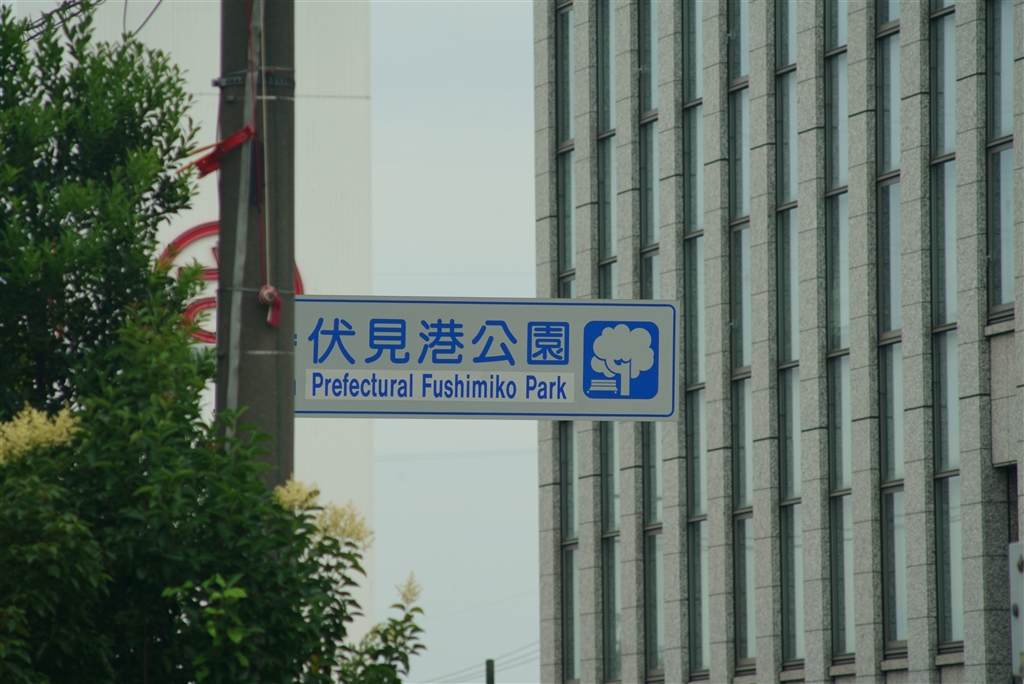 伏見港公園
Prefectural Fushimiko Park